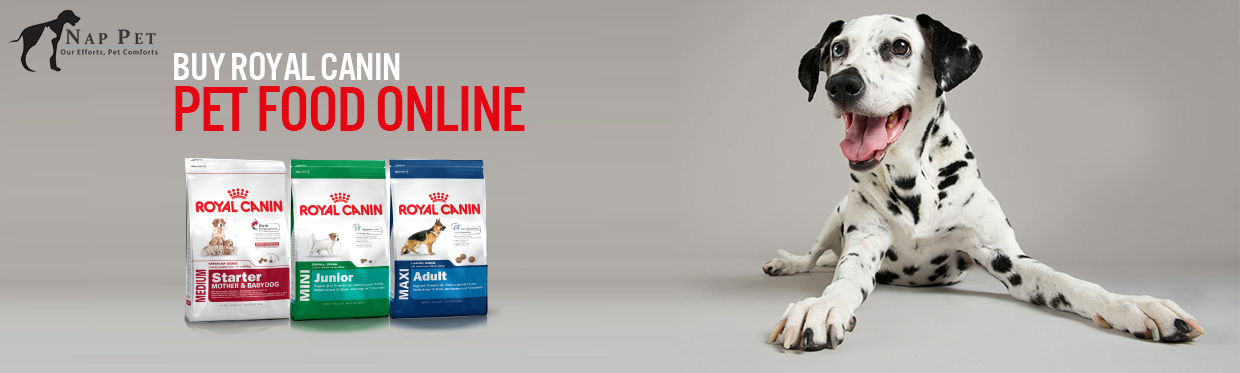 NAP PET
Our Efforts, Pet Comforts
BUY ROYAL CANIN
PET FOOD ONLINE
ROYAL CANIN
MEDIUM
Starter
MOTHER & BABYDOG
ROYAL CANIN
MINI
Junior
ROYAL CANIN
MAXI
Adult